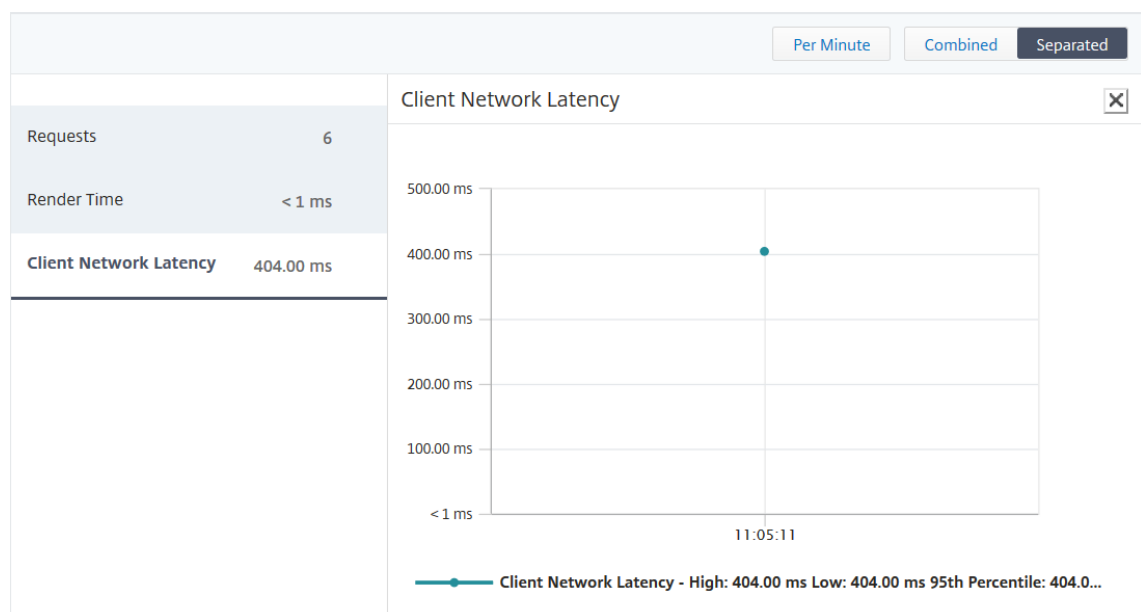 Per Minute Combined Separated
Client Network Latency
Requests 6
Render Time < 1 ms
Client Network Latency 404.00 ms
500.00 ms
400.00 ms
300.00 ms
200.00 ms
100.00 ms
< 1 ms
11:05:11
Client Network Latency - High: 404.00 ms Low: 404.00 ms 95th Percentile: 404.0...